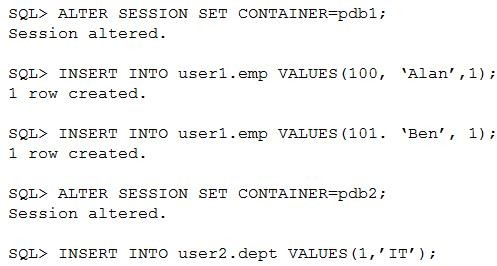 SQL> ALTER SESSION SET CONTAINER=pdb1;
Session altered.
SQL> INSERT INTO user1.emp VALUES(100, ‘Alan’,1);
1 row created.
SQL> INSERT INTO user1.emp VALUES(101. ‘Ben’, 1);
1 row created.
SQL> ALTER SESSION SET CONTAINER=pdb2;
Session altered.
SQL> INSERT INTO user2.dept VALUES(1,’IT’);